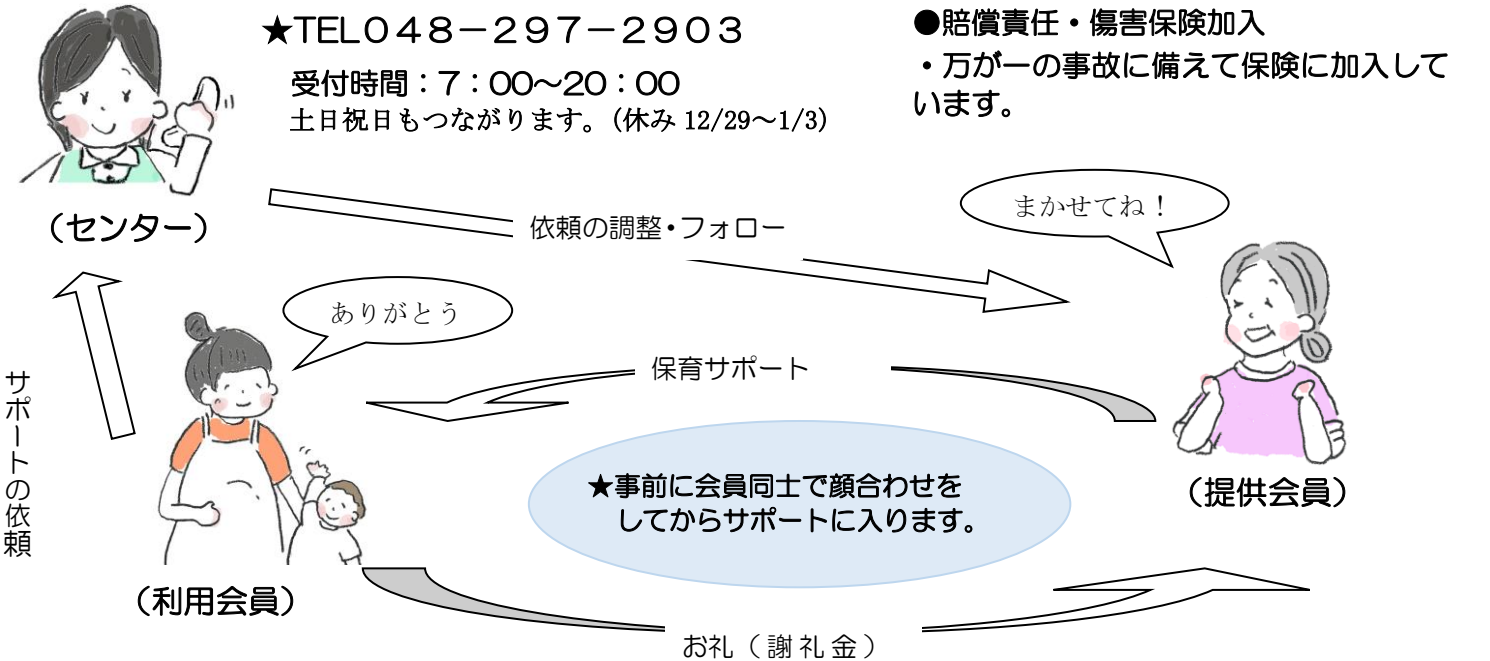 ★TEL048－297－2903
受付時間：7：00～20：00
土日祝日もつながります。(休み 12/29～1/3)
●賠償責任・傷害保険加入
・万が一の事故に備えて保険に加入して
います。
（センター）
依頼の調整・フォロー
まかせてね！
ありがとう
サポートの依頼
保育サポート
★事前に会員同士で顔合わせを
してからサポートに入ります。
（提供会員）
（利用会員）
お礼（謝礼金）